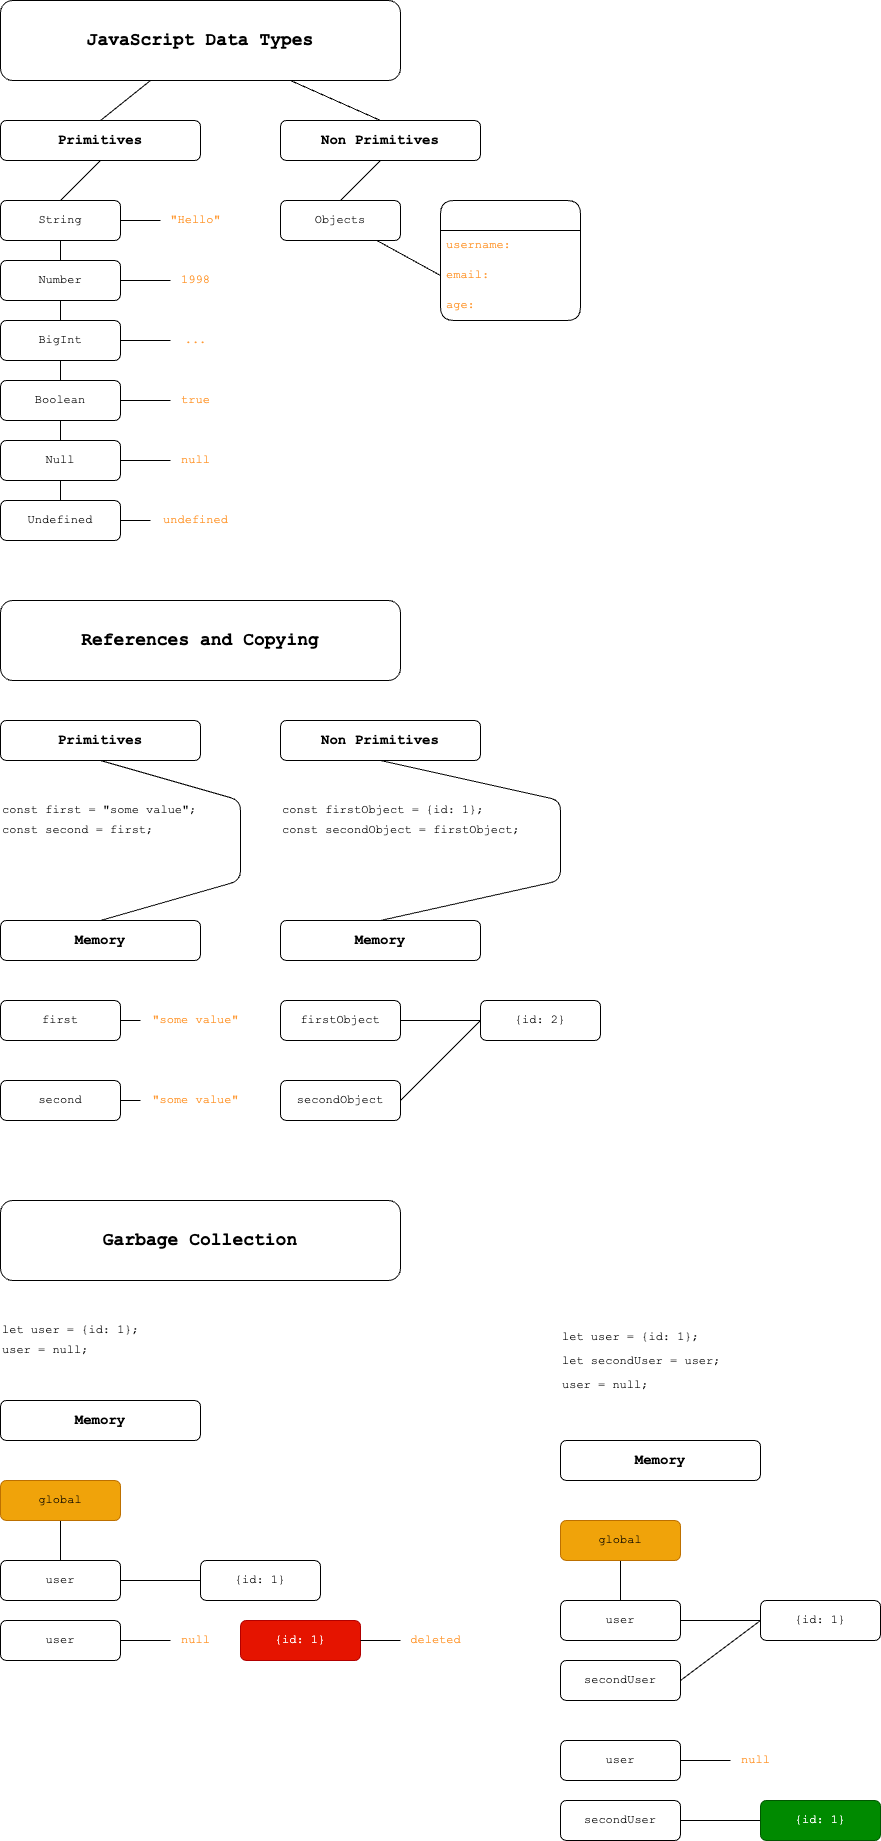 JavaScript Data Types
Primitives
Non Primitives
String
"Hello"
Objects
username:
email:
age:
Number
1998
BigInt
...
Boolean
true
Null
null
Undefined
undefined
References and Copying
Primitives
Non Primitives
const first = "some value";
const second = first;
const firstObject = {id: 1};
const secondObject = firstObject;
Memory
Memory
first
"some value"
firstObject
{id: 2}
second
"some value"
secondObject
Garbage Collection
let user = {id: 1};
user = null;
Memory
global
user
{id: 1}
user
null
{id: 1}
deleted
let user = {id: 1};
let secondUser = user;
user = null;
Memory
global
user
{id: 1}
secondUser
user
null
secondUser
{id: 1}